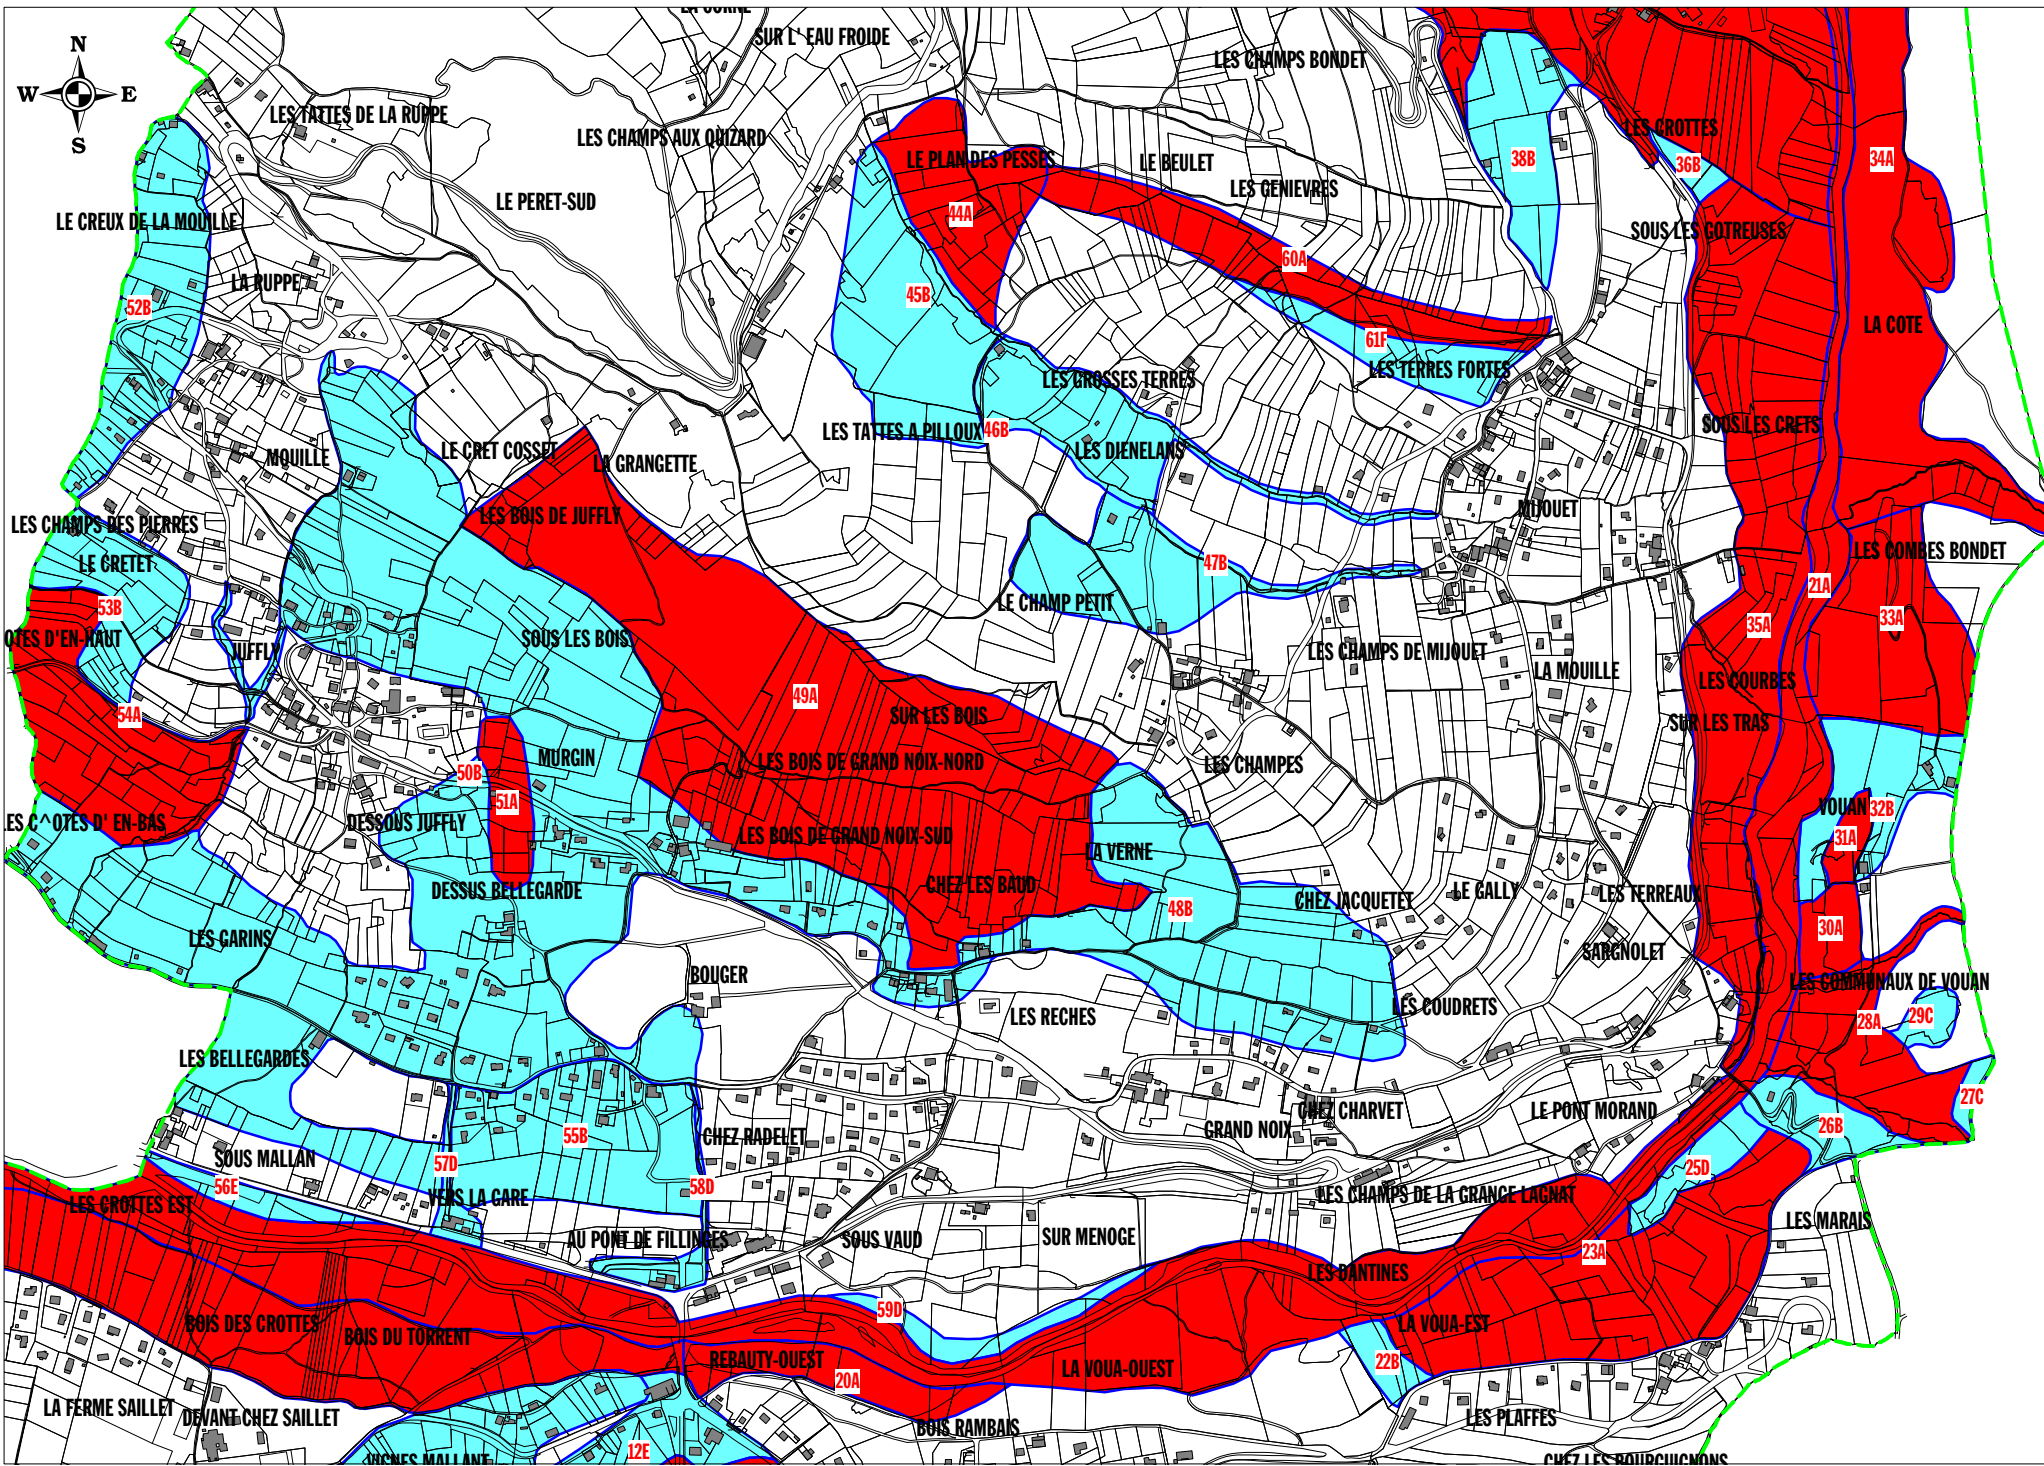 SUR L' EAU FROIDE
N
W
E
S
LES CHAMPS BONDET
LES TATTES DE LA RUPPE
LES CHAMPS AUX QUIZARD
LES CROTTES
LE PLAN DES PESSES
LE BEULET
38B
36B
34A
LES GENIEVRES
LE PERET-SUD
44A
LE CREUX DE LA MOUILLE
SOUS LES GOTREUSES
60A
LA RUPPE
45B
52B
LA COTE
61F
LES TERRES FORTES
LES GROSSES TERRES
SOUS LES CRETS
LES TATTES A PILLOUX
46B
LES DIENELANS
LE CRET COSSET
MOUILLE
LA GRANGETTE
MIJOUET
LES BOIS DE JUFFLY
LES CHAMPS DES PIERRES
LES COMBES BONDET
LE CRETET
47B
21A
LE CHAMP PETIT
53B
33A
35A
OTES D'EN-HAUT
SOUS LES BOIS
JUFFLY
LES CHAMPS DE MIJOUET
LA MOUILLE
LES COURBES
49A
54A
SUR LES BOIS
SUR LES TRAS
MURGIN
LES BOIS DE GRAND NOIX-NORD
LES CHAMPES
50B
51A
VOUAN
32B
LES C^OTES D' EN-BAS
DESSOUS JUFFLY
LES BOIS DE GRAND NOIX-SUD
31A
LA VERNE
CHEZ LES BAUD
DESSUS BELLEGARDE
LE GALLY
LES TERREAUX
CHEZ JACQUETET
48B
30A
LES GARINS
SARGNOLET
BOUGER
LES COMMUNAUX DE VOUAN
LES COUDRETS
LES RECHES
28A
29C
LES BELLEGARDES
27C
CHEZ CHARVET
LE PONT MORAND
26B
GRAND NOIX
55B
CHEZ RADELET
SOUS MALLAN
57D
25D
56E
58D
VERS LA GARE
LES CHAMPS DE LA GRANGE LAGNAT
LES CROTTES EST
LES MARAIS
AU PONT DE FILLINGES
SOUS VAUD
SUR MENOGE
23A
LES DANTINES
59D
BOIS DES CROTTES
BOIS DU TORRENT
LA VOUA-EST
REBAUTY-OUEST
22B
LA VOUA-OUEST
20A
LA FERME SAILLET
DEVANT CHEZ SAILLET
LES PLAFFES
BOIS RAMBAIS
12E
VIGNES MALLANT
CHEZ LES BOURGUIGNONS